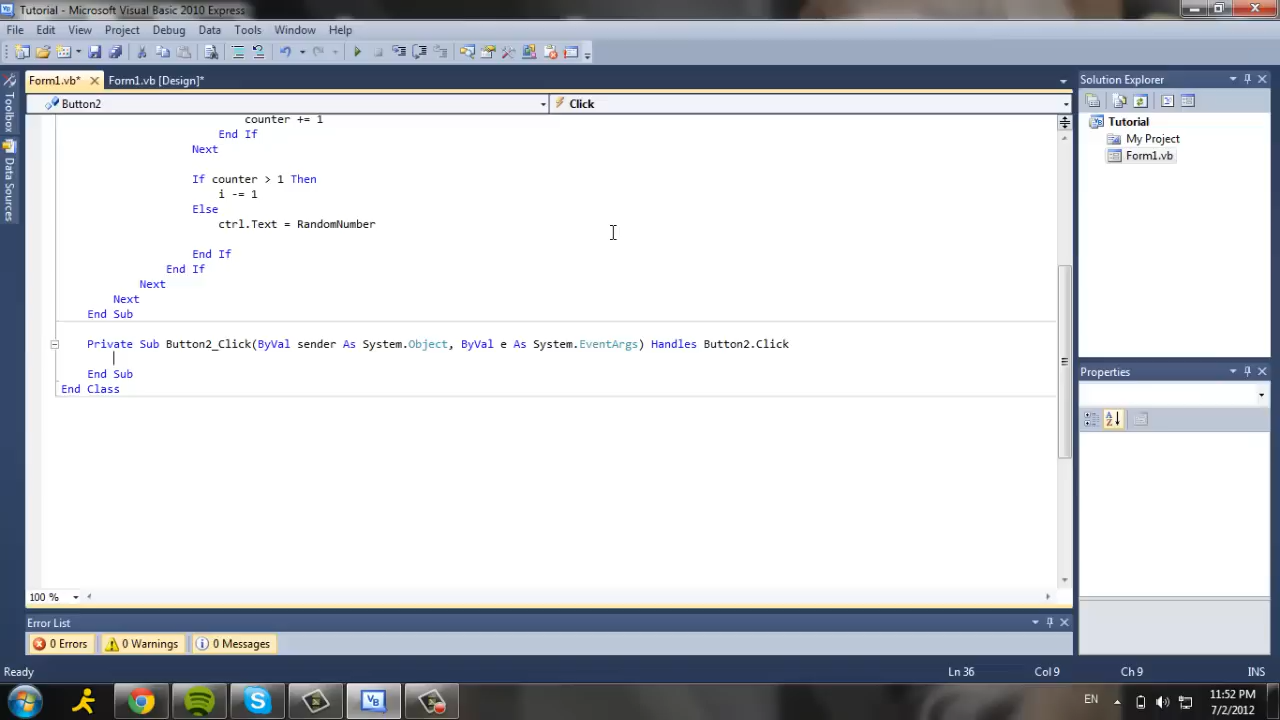 Tutorial - Microsoft Visual Basic 2010 Express
File Edit View Project Debug Data Tools Window Help
Form1.vb* Form1.vb [Design]*
Button2 Click
Toolbox
Data Sources
counter += 1
End If
Next
If counter > 1 Then
i -= 1
Else
ctrl.Text = RandomNumber
End If
End If
Next
Next
End Sub
Private Sub Button2_Click(ByVal sender As System.Object, ByVal e As System.EventArgs) Handles Button2.Click
End Sub
End Class
100 %
Solution Explorer
Tutorial
My Project
Form1.vb
Properties
Error List
0 Errors 0 Warnings 0 Messages
Ready Ln 36 Col 9 Ch 9 INS
EN 11:52 PM
7/2/2012